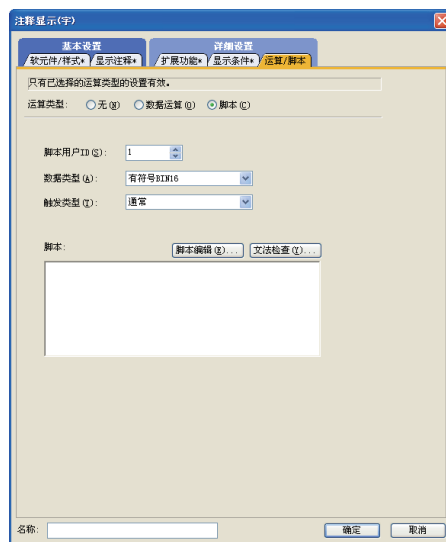 注释显示(字)
基本设置 详细设置
软元件/样式* 显示注释* 扩展功能* 显示条件* 运算/脚本
只有已选择的运算类型的设置有效。
运算类型: 无(N) 数据运算(O) 脚本(C)
脚本用户ID(S): 1
数据类型(A): 有符号BIN16
触发类型(T): 通常
脚本: 脚本编辑(E)... 文法检查(Y)...
名称: 确定 取消